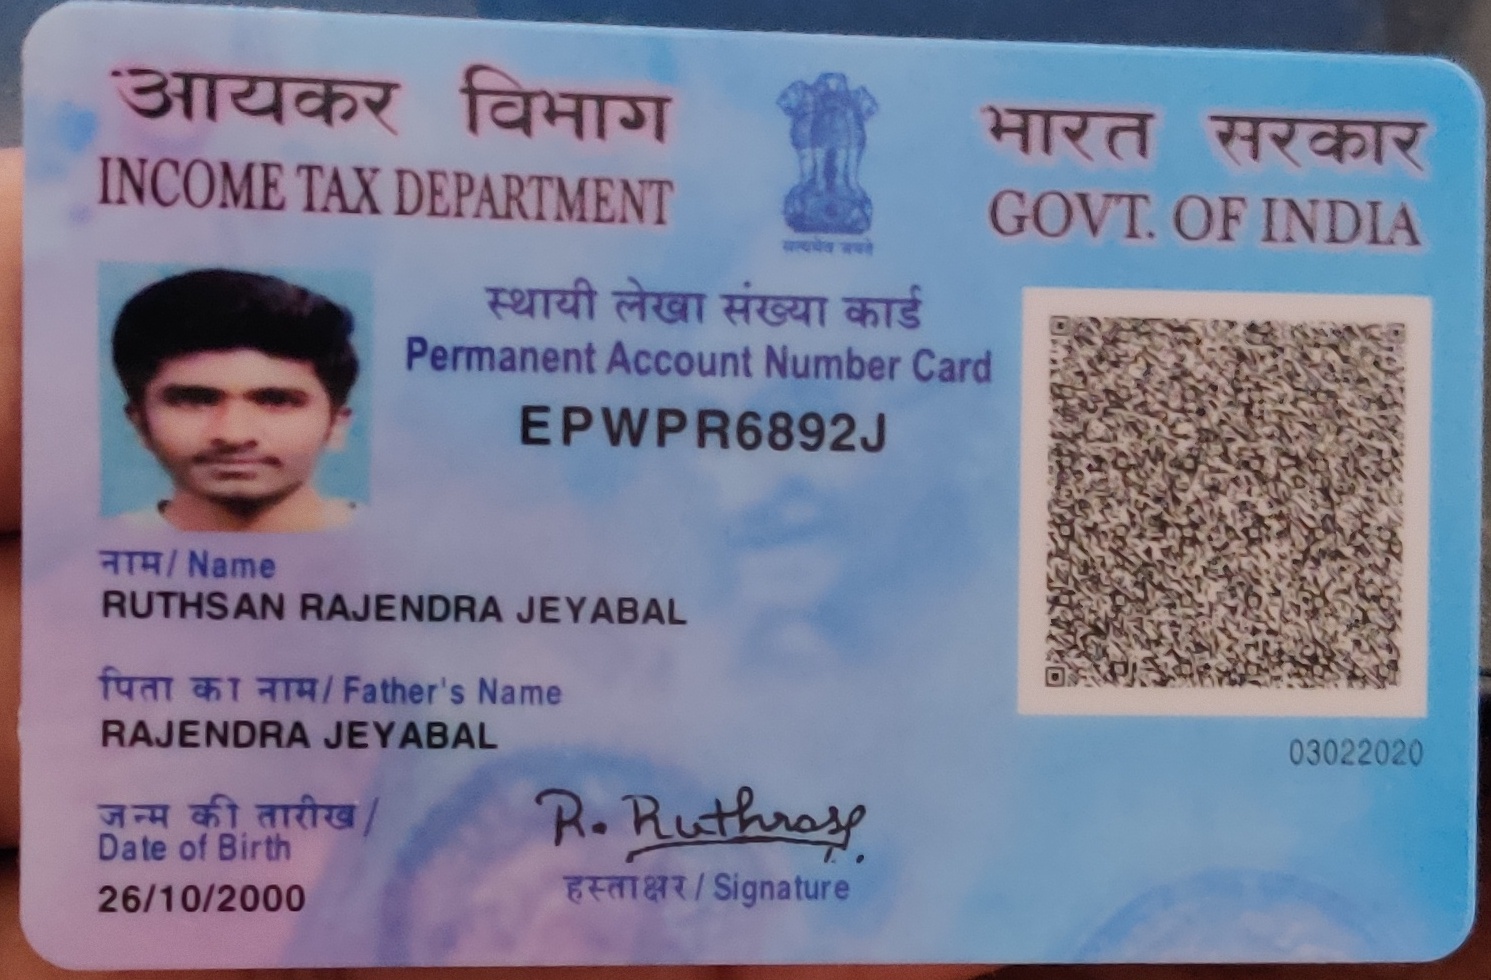 आयकर विभाग
INCOME TAX DEPARTMENT
भारत सरकार
GOVT. OF INDIA
सत्यमेव जयते
स्थायी लेखा संख्या कार्ड
Permanent Account Number Card
EPWPR6892J
नाम/ Name
RUTHSAN RAJENDRA JEYABAL
पिता का नाम/ Father's Name
RAJENDRA JEYABAL
03022020
जन्म की तारीख/
Date of Birth
26/10/2000
R.
हस्ताक्षर/ Signature